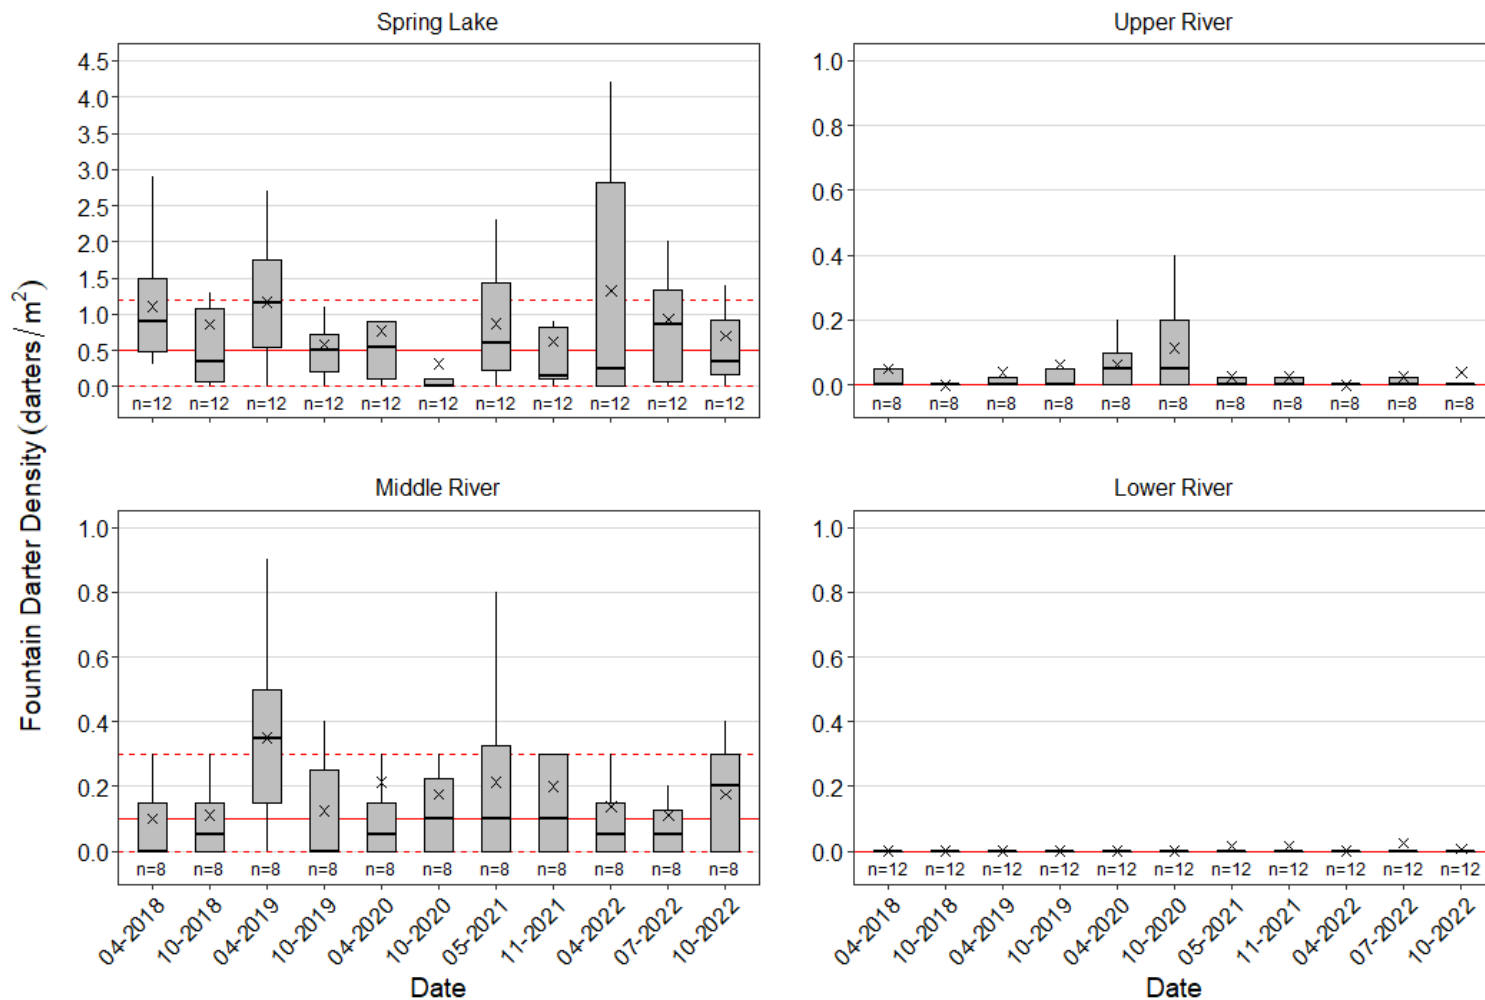 Spring Lake
4.5
4.0
3.5
3.0
2.5
2.0
1.5
1.0
0.5
0.0
n=12 n=12 n=12 n=12 n=12 n=12 n=12 n=12 n=12 n=12 n=12
Upper River
1.0
0.8
0.6
0.4
0.2
0.0
n=8 n=8 n=8 n=8 n=8 n=8 n=8 n=8 n=8 n=8 n=8
Fountain Darter Density (darters/m²)
Middle River
1.0
0.8
0.6
0.4
0.2
0.0
n=8 n=8 n=8 n=8 n=8 n=8 n=8 n=8 n=8 n=8 n=8
04-2018 10-2018 04-2019 10-2019 04-2020 10-2020 05-2021 11-2021 04-2022 07-2022 10-2022
Date
Lower River
1.0
0.8
0.6
0.4
0.2
0.0
n=12 n=12 n=12 n=12 n=12 n=12 n=12 n=12 n=12 n=12 n=12
04-2018 10-2018 04-2019 10-2019 04-2020 10-2020 05-2021 11-2021 04-2022 07-2022 10-2022
Date